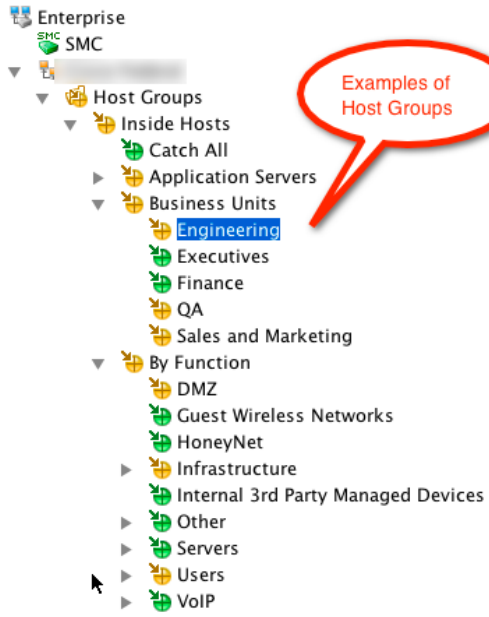 Enterprise
SMC
SMC
Host Groups
Examples of
Host Groups
Inside Hosts
Catch All
Application Servers
Business Units
Engineering
Executives
Finance
QA
Sales and Marketing
By Function
DMZ
Guest Wireless Networks
HoneyNet
Infrastructure
Internal 3rd Party Managed Devices
Other
Servers
Users
VoIP